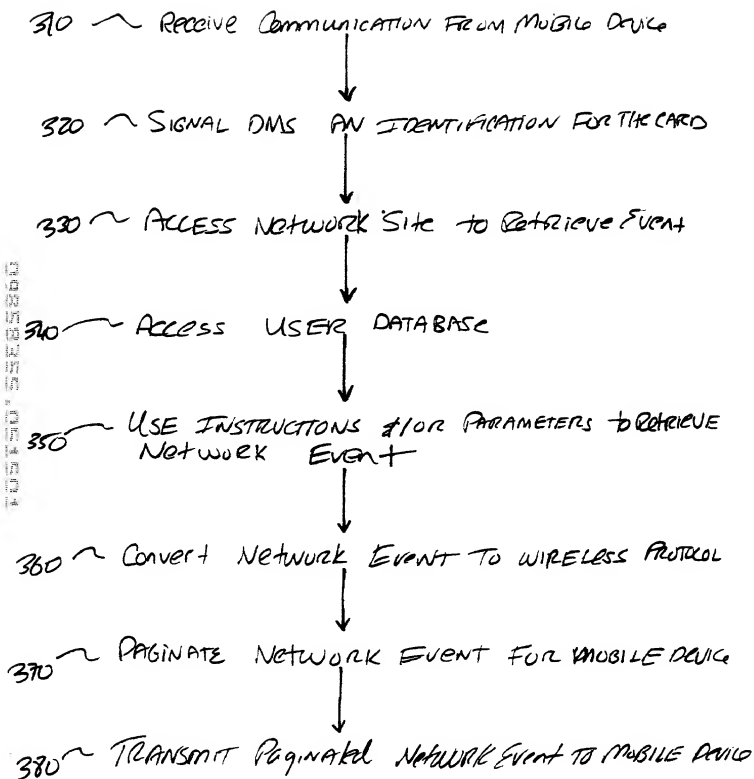 310 ~ Receive Communication From Mobile Device
320 ~ Signal DMS an Identification For The Card
330 ~ Access Network Site to Retrieve Event
340 ~ Access User Database
350 ~ Use Instructions &/or Parameters to Retrieve
Network Event
360 ~ Convert Network Event to Wireless Protocol
370 ~ Paginate Network Event For Mobile Device
380 ~ Transmit Paginated Network Event To Mobile Device